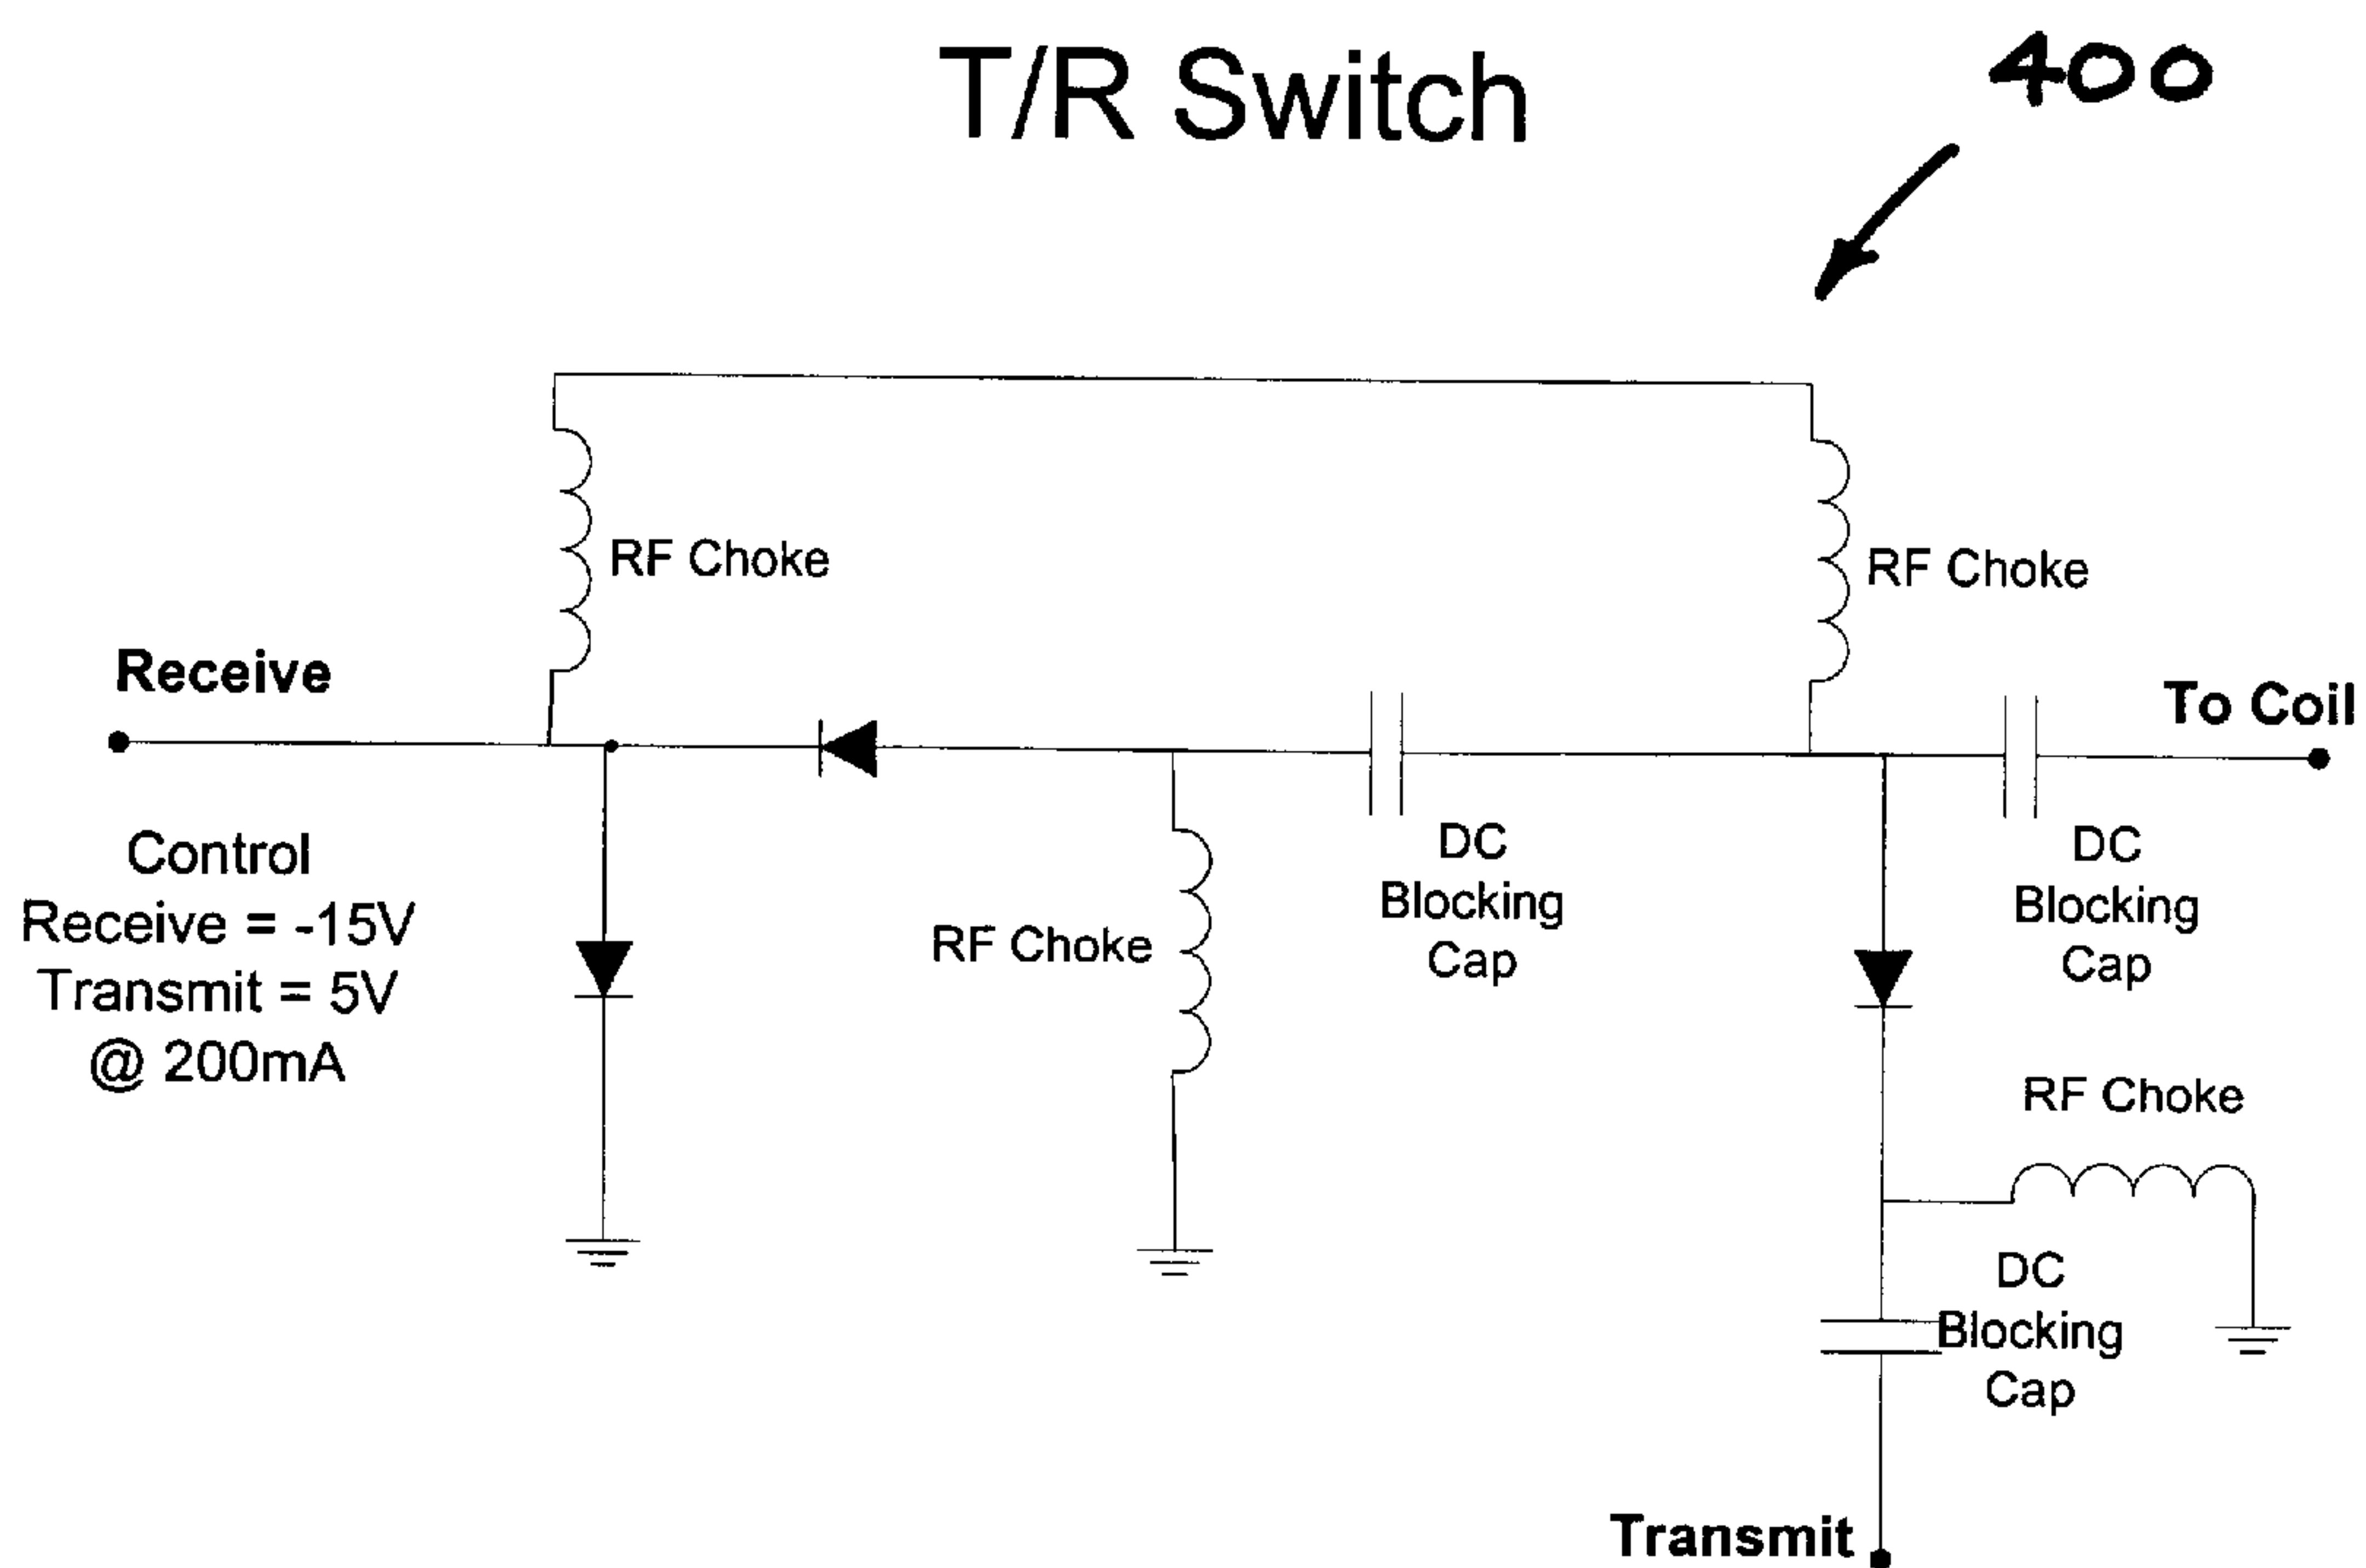 T/R Switch
400
RF Choke
RF Choke
Receive
To Coil
Control
Receive = -15V
Transmit = 5V
@ 200mA
RF Choke
DC
Blocking
Cap
DC
Blocking
Cap
RF Choke
DC
Blocking
Cap
Transmit